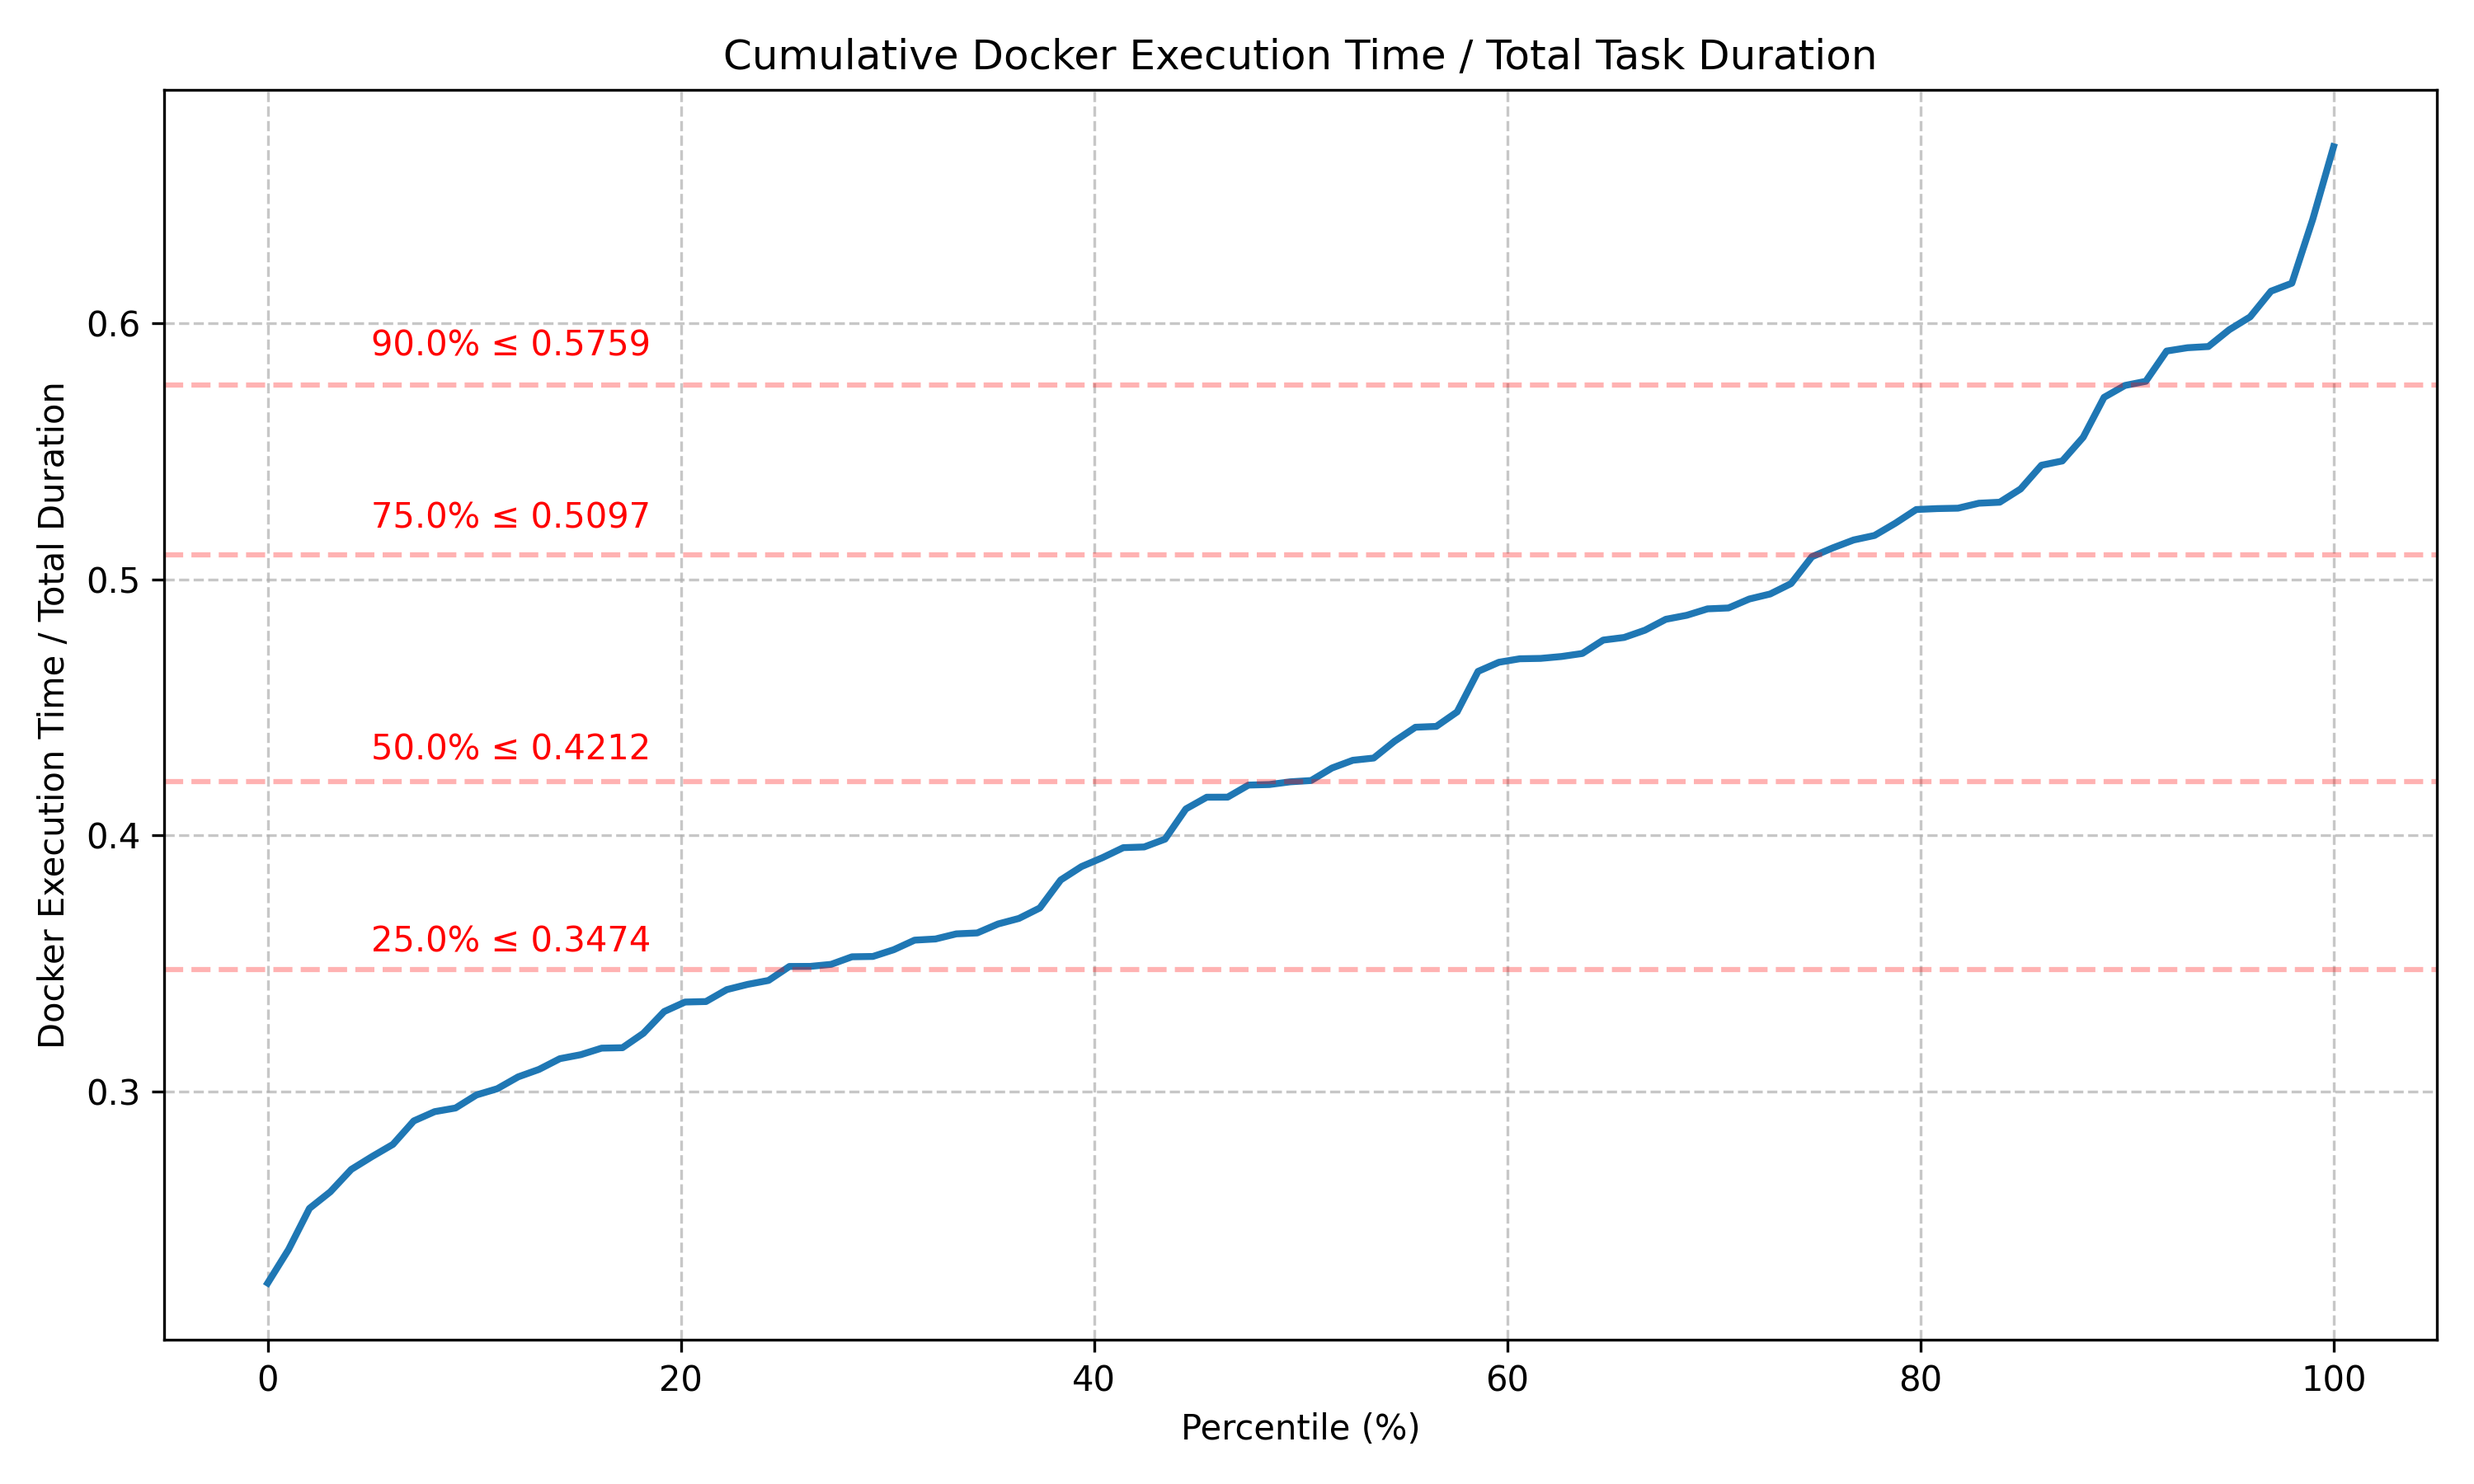 Cumulative Docker Execution Time / Total Task Duration
Docker Execution Time / Total Duration
0.6
0.5
0.4
0.3
90.0% ≤ 0.5759
75.0% ≤ 0.5097
50.0% ≤ 0.4212
25.0% ≤ 0.3474
0 20 40 60 80 100
Percentile (%)